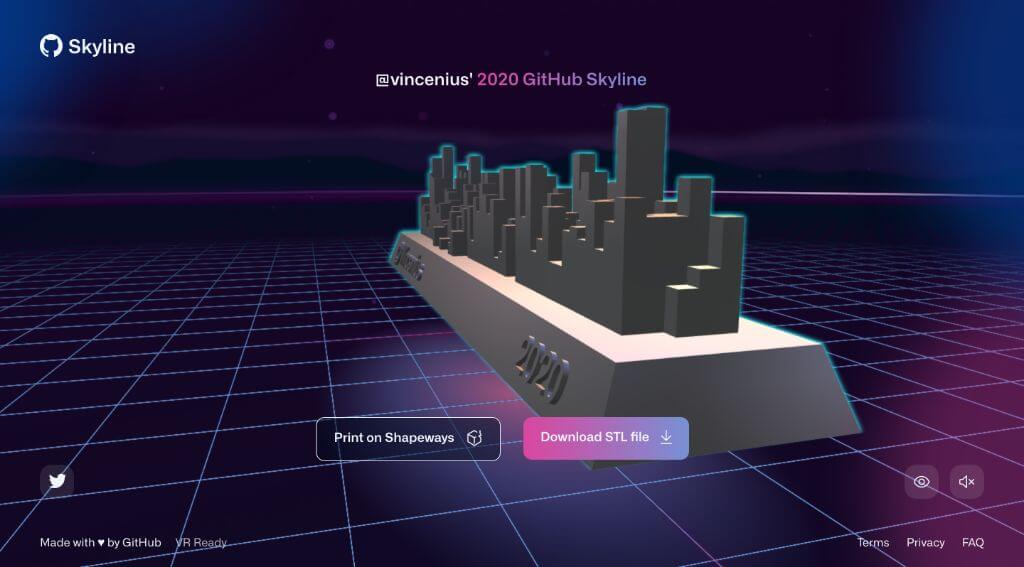 Skyline
@vincenius' 2020 GitHub Skyline
2020
Print on Shapeways
Download STL file
Made with ♥ by GitHub
VR Ready
Terms
Privacy
FAQ